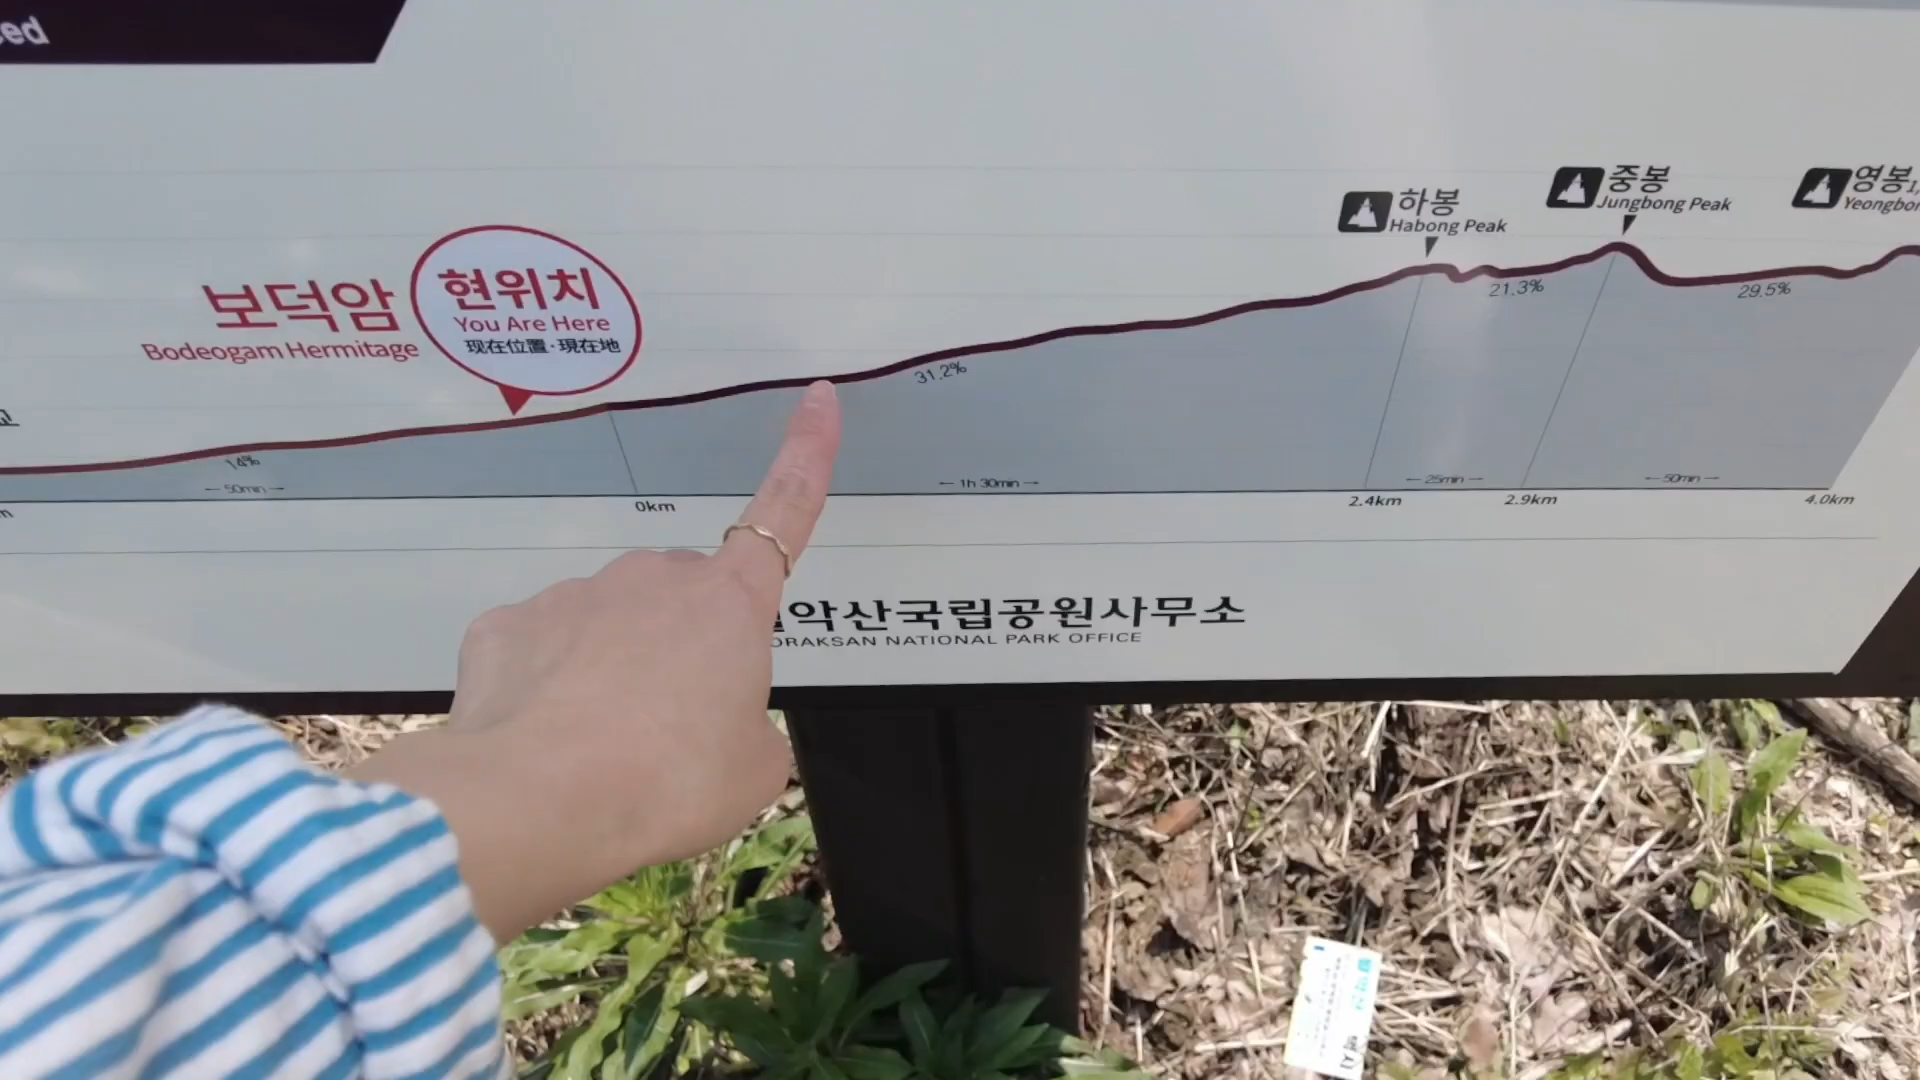 중봉
Jungbong Peak
영봉
하봉
Habong Peak
보덕암
Bodeogam Hermitage
현위치
You Are Here
现在位置·現在地
21.3%
29.5%
31.2%
14%
50min
1h 30min
25min
50min
0km
2.4km
2.9km
4.0km
악산국립공원사무소
ORAKSAN NATIONAL PARK OFFICE